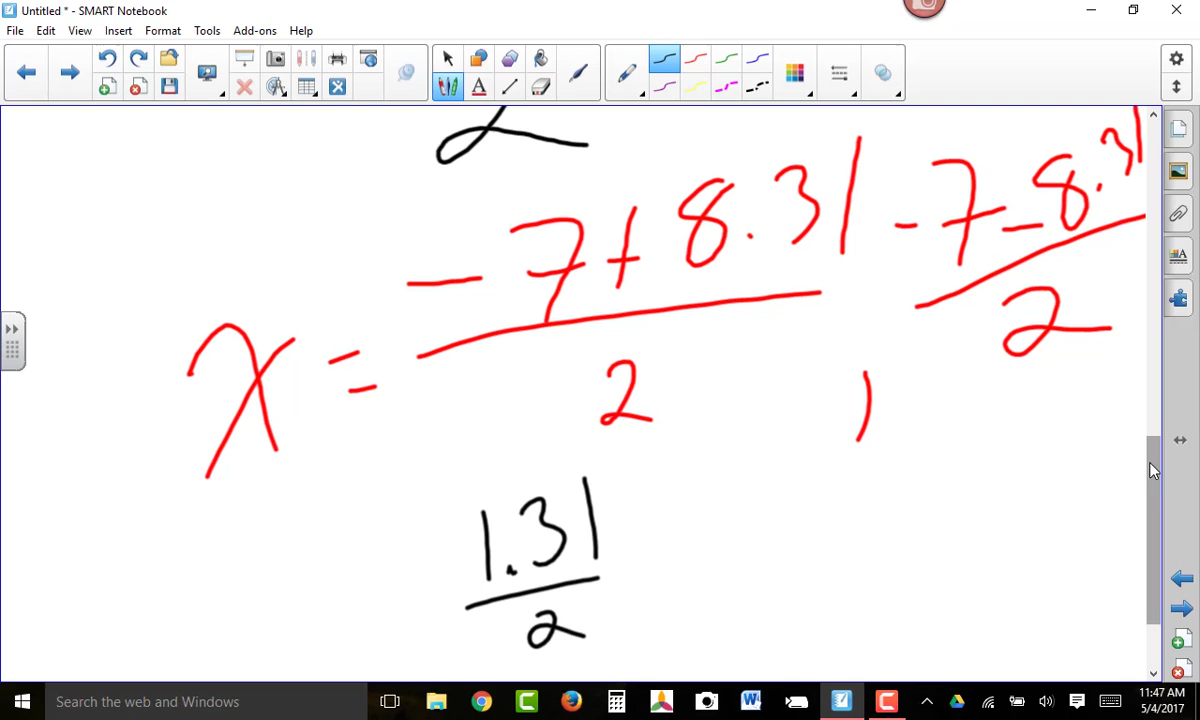 Untitled * - SMART Notebook
File Edit View Insert Format Tools Add-ons Help
2
-7+8.31 -7-8.31
x = 2 , 2
1.31
2
Search the web and Windows
11:47 AM
5/4/2017